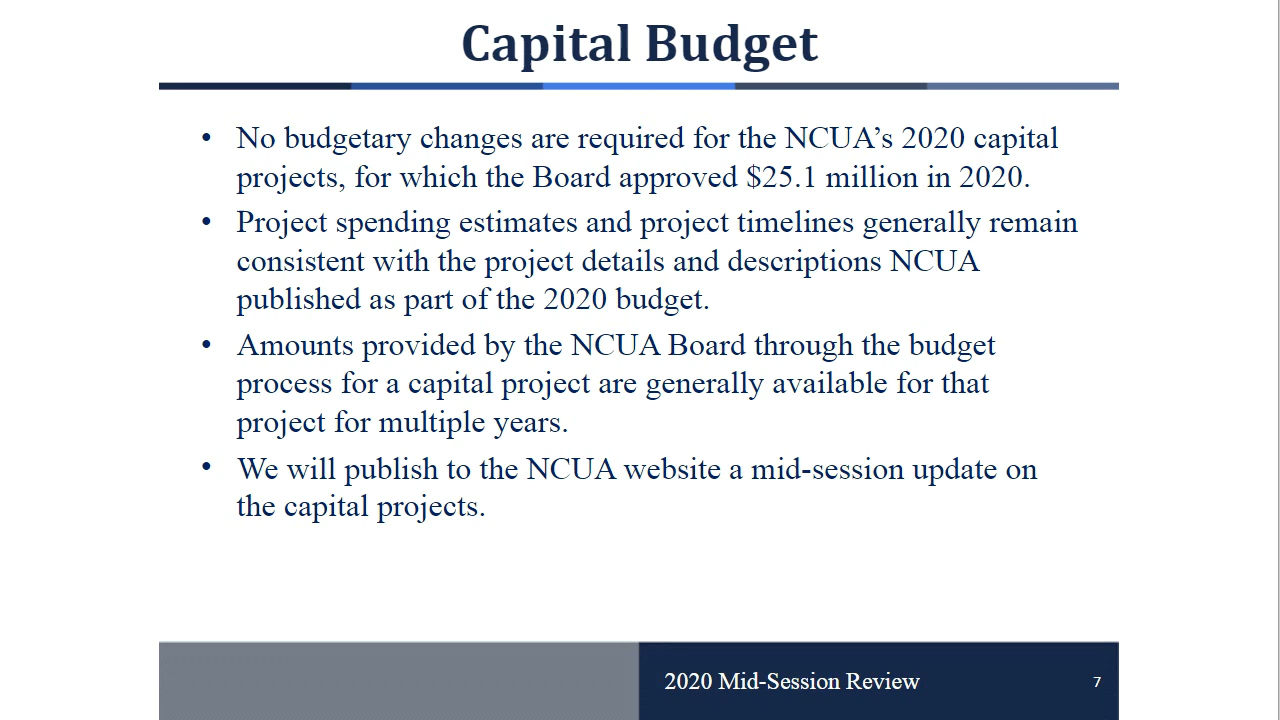 Capital Budget
• No budgetary changes are required for the NCUA’s 2020 capital
projects, for which the Board approved $25.1 million in 2020.
• Project spending estimates and project timelines generally remain
consistent with the project details and descriptions NCUA
published as part of the 2020 budget.
• Amounts provided by the NCUA Board through the budget
process for a capital project are generally available for that
project for multiple years.
• We will publish to the NCUA website a mid-session update on
the capital projects.
2020 Mid-Session Review
7